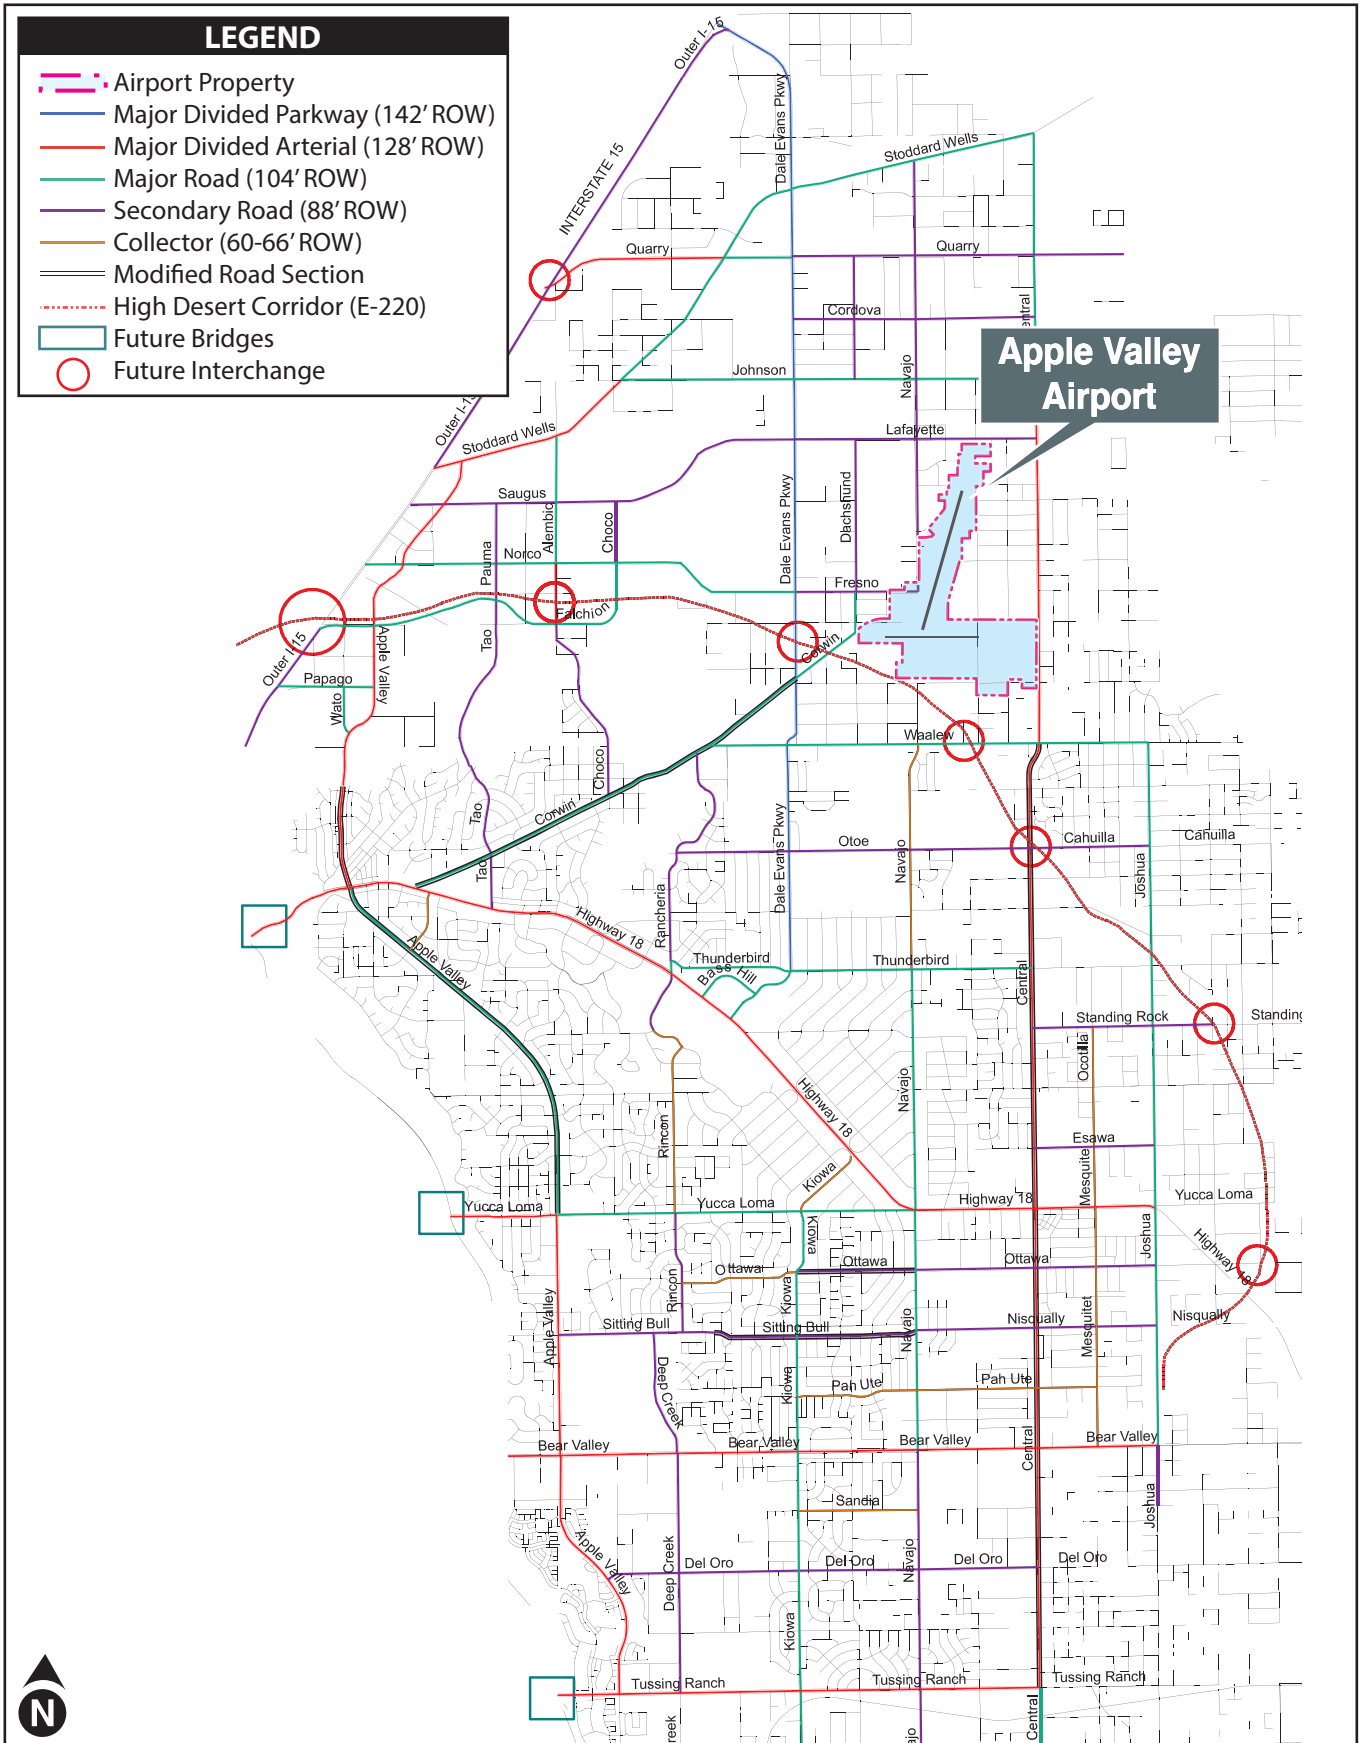 LEGEND
Airport Property
Major Divided Parkway (142' ROW)
Major Divided Arterial (128' ROW)
Major Road (104' ROW)
Secondary Road (88' ROW)
Collector (60-66' ROW)
Modified Road Section
High Desert Corridor (E-220)
Future Bridges
Future Interchange
Outer I-15
Dale Evans Pkwy
Stoddard Wells
INTERSTATE 15
Quarry
Quarry
Cordova
entral
Apple Valley
Airport
Johnson
Navajo
Outer I-15
Stoddard Wells
Lafayette
Saugus
Alembic
Choco
Dale Evans Pkwy
Dachshund
Pauma
Norco
Fresno
Falchion
Tao
Corwin
Outer I-15
Apple Valley
Papago
Wato
Waalew
Choco
Tao
Corwin
Dale Evans Pkwy
Otoe
Navajo
Cahuilla
Cahuilla
Joshua
Tao
Rancheria
Highway 18
Apple Valley
Thunderbird
Bass Hill
Thunderbird
Central
Standing Rock
Standing
Ocotilla
Navajo
Highway 18
Rincon
Esawa
Mesquite
Kiowa
Yucca Loma
Yucca Loma
Highway 18
Yucca Loma
Kiowa
Joshua
Highway 18
Ottawa
Ottawa
Ottawa
Rincon
Kiowa
Apple Valley
Sitting Bull
Sitting Bull
Navajo
Nisqually
Nisqually
Mesquitet
Deep Creek
Kiowa
Pah Ute
Pah Ute
Bear Valley
Bear Valley
Bear Valley
Central
Bear Valley
Sandia
Joshua
Apple Valley
Deep Creek
Del Oro
Del Oro
Navajo
Del Oro
Del Oro
Kiowa
Tussing Ranch
Tussing Ranch
Tussing Ranch
reek
ajo
Central
N